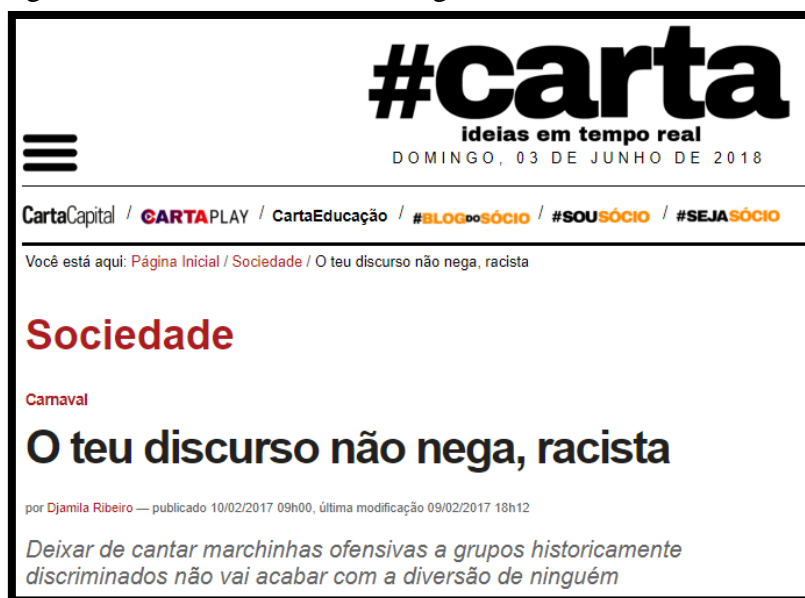 #carta
ideias em tempo real
DOMINGO, 03 DE JUNHO DE 2018
CartaCapital / CARTAPLAY / CartaEducação / #BLOGDOSÓCIO / #SOUSÓCIO / #SEJASÓCIO
Você está aqui: Página Inicial / Sociedade / O teu discurso não nega, racista
Sociedade
Carnaval
O teu discurso não nega, racista
por Djamila Ribeiro — publicado 10/02/2017 09h00, última modificação 09/02/2017 18h12
Deixar de cantar marchinhas ofensivas a grupos historicamente
discriminados não vai acabar com a diversão de ninguém